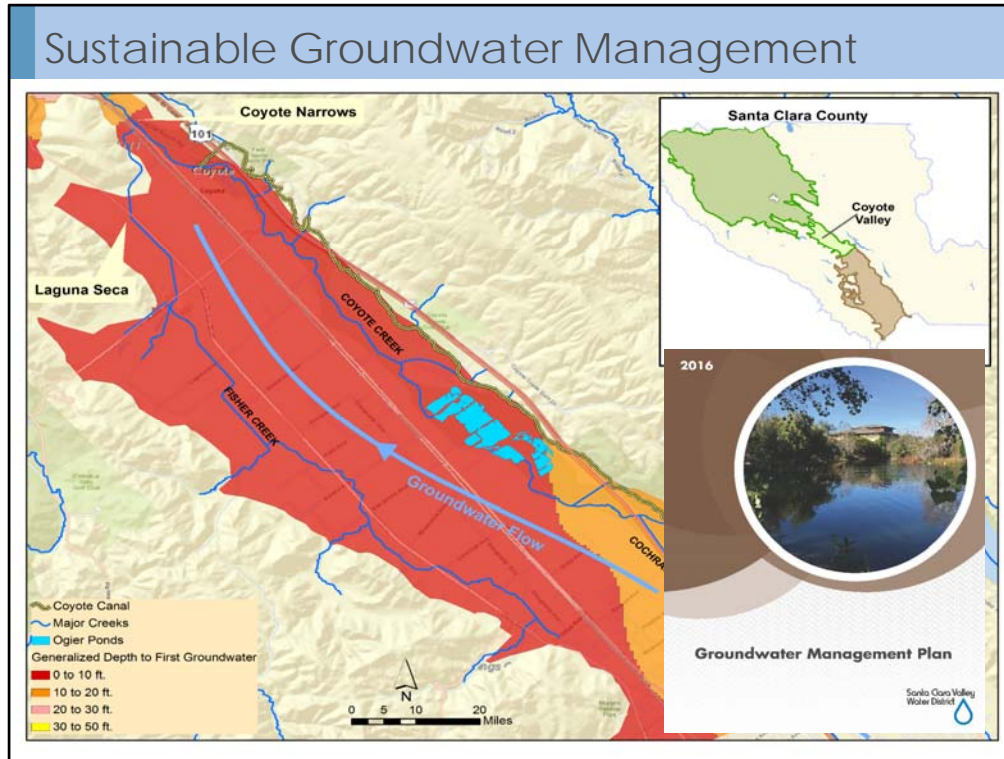 Sustainable Groundwater Management
Coyote Narrows
101
Coyote
Laguna Seca
COYOTE CREEK
FISHER CREEK
Groundwater Flow
COCHRA
Santa Clara County
Coyote
Valley
2016
Groundwater Management Plan
Santa Clara Valley
Water District
Coyote Canal
Major Creeks
Ogier Ponds
Generalized Depth to First Groundwater
0 to 10 ft.
10 to 20 ft.
20 to 30 ft.
30 to 50 ft.
N
0 5 10 20
Miles